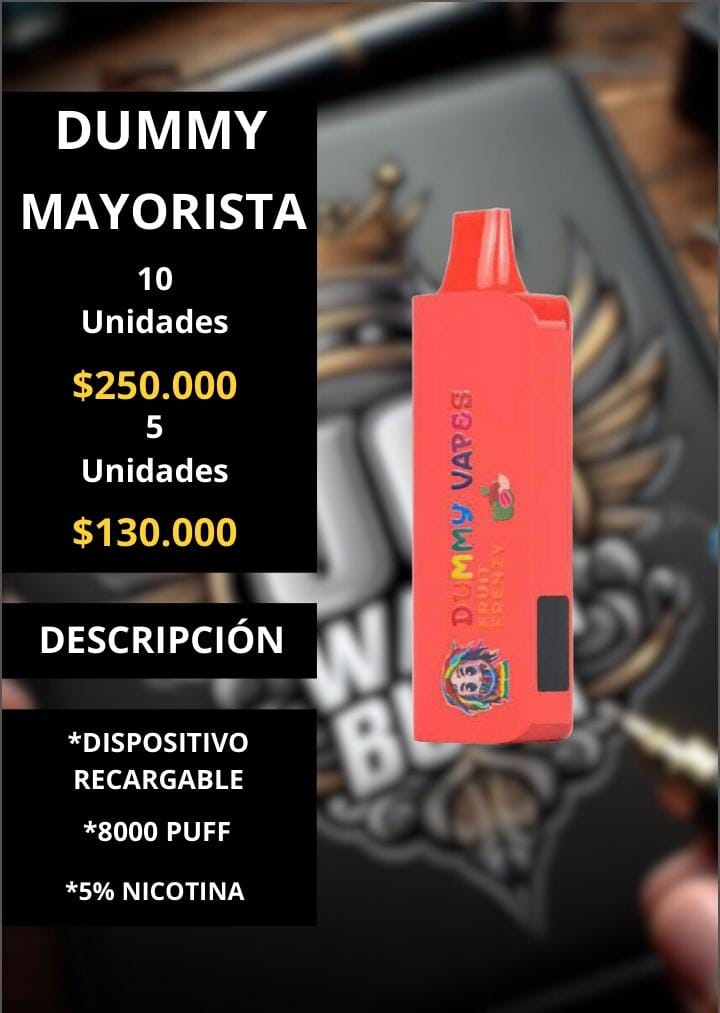 DUMMY
MAYORISTA
10
Unidades
$250.000
5
Unidades
$130.000
DESCRIPCIÓN
*DISPOSITIVO
RECARGABLE
*8000 PUFF
*5% NICOTINA
DUMMY VAPES
FRUIT
FRENZY